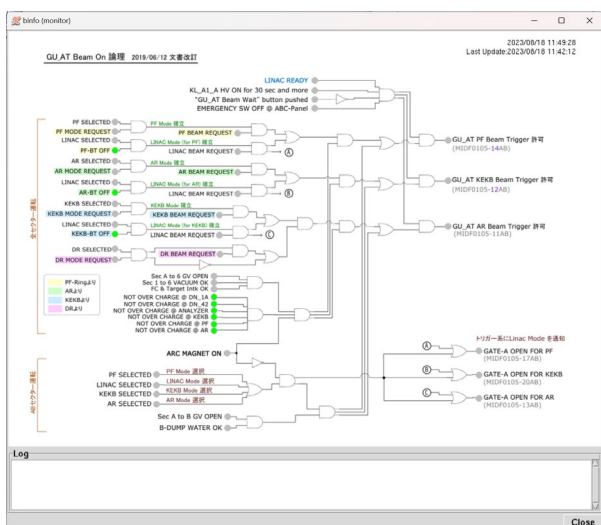 binfo (monitor)
2023/08/18 11:49:28
Last Update:2023/08/18 11:42:12
GU_AT Beam On 論理 2019/06/12 文書改訂
LINAC READY
KL_A1_A HV ON for 30 sec and more
"GU_AT Beam Wait" button pushed
EMERGENCY SW OFF @ ABC-Panel
全セクター運転
PF SELECTED
PF Mode 確立
PF MODE REQUEST
PF BEAM REQUEST
LINAC SELECTED
LINAC Mode (for PF) 確立
PF-BT OFF
LINAC BEAM REQUEST
A
AR SELECTED
AR Mode 確立
AR MODE REQUEST
AR BEAM REQUEST
LINAC SELECTED
LINAC Mode (for AR) 確立
AR-BT OFF
LINAC BEAM REQUEST
B
KEKB SELECTED
KEKB Mode 確立
KEKB MODE REQUEST
KEKB BEAM REQUEST
LINAC SELECTED
LINAC Mode (for KEKB) 確立
KEKB-BT OFF
LINAC BEAM REQUEST
C
DR SELECTED
DR BEAM REQUEST
DR MODE REQUEST
GU_AT PF Beam Trigger 許可
(MIDF0105-14AB)
GU_AT KEKB Beam Trigger 許可
(MIDF0105-12AB)
GU_AT AR Beam Trigger 許可
(MIDF0105-11AB)
PF-Ringより
ARより
KEKBより
DRより
Sec A to 6 GV OPEN
Sec 1 to 6 VACUUM OK
FC & Target Intk OK
NOT OVER CHARGE @ DN_1A
NOT OVER CHARGE @ DN_42
NOT OVER CHARGE @ ANALYZER
NOT OVER CHARGE @ KEKB
NOT OVER CHARGE @ PF
NOT OVER CHARGE @ AR
ARC MAGNET ON
ABセクター運転
PF SELECTED
PF Mode 選択
LINAC SELECTED
LINAC Mode 選択
KEKB SELECTED
KEKB Mode 選択
AR SELECTED
AR Mode 選択
Sec A to B GV OPEN
B-DUMP WATER OK
トリガー系にLinac Mode を通知
A
GATE-A OPEN FOR PF
(MIDF0105-17AB)
B
GATE-A OPEN FOR KEKB
(MIDF0105-20AB)
C
GATE-A OPEN FOR AR
(MIDF0105-13AB)
Log
Close